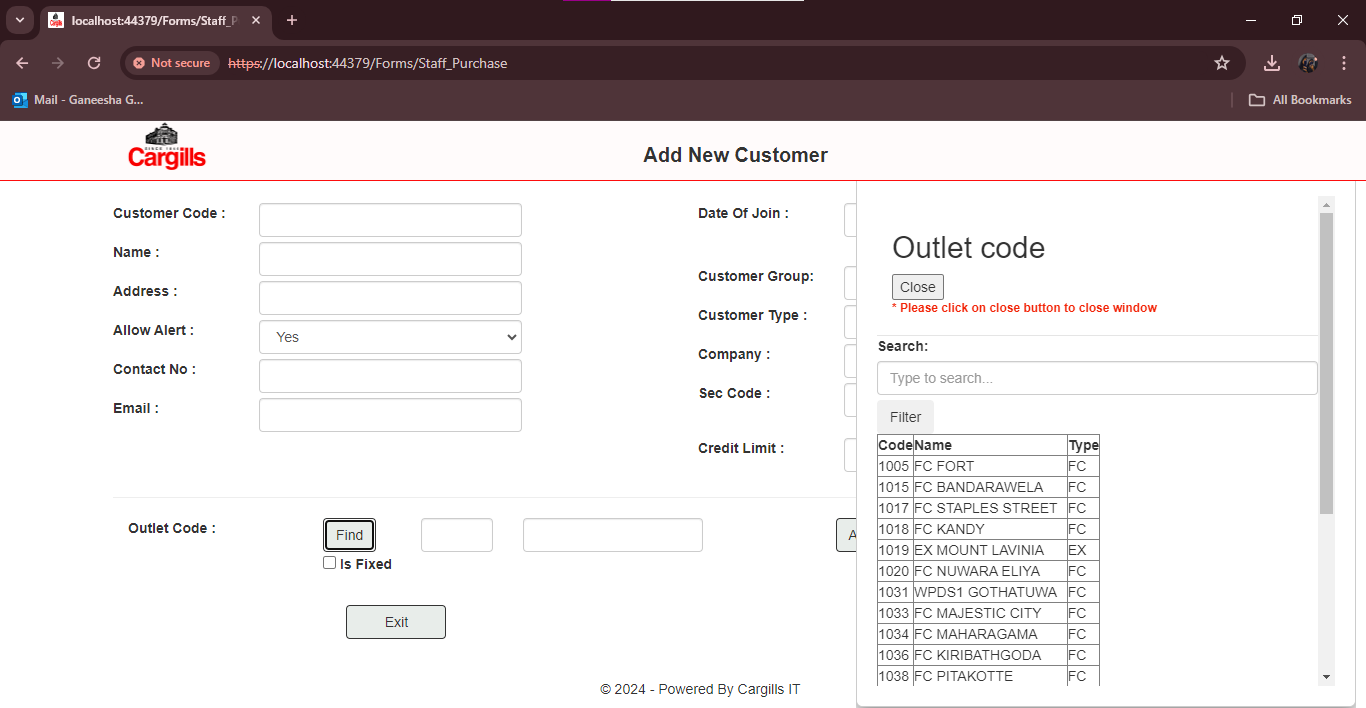 localhost:44379/Forms/Staff_P
Not secure
https://localhost:44379/Forms/Staff_Purchase
Mail - Ganeesha G...
All Bookmarks
SINCE 1844
Cargills
Add New Customer
Customer Code :
Name :
Address :
Allow Alert :
Yes
Contact No :
Email :
Date Of Join :
Customer Group:
Customer Type :
Company :
Sec Code :
Credit Limit :
Outlet Code :
Find
A
Is Fixed
Exit
© 2024 - Powered By Cargills IT
Outlet code
Close
* Please click on close button to close window
Search:
Type to search...
Filter
Code Name Type
1005 FC FORT FC
1015 FC BANDARAWELA FC
1017 FC STAPLES STREET FC
1018 FC KANDY FC
1019 EX MOUNT LAVINIA EX
1020 FC NUWARA ELIYA FC
1031 WPDS1 GOTHATUWA FC
1033 FC MAJESTIC CITY FC
1034 FC MAHARAGAMA FC
1036 FC KIRIBATHGODA FC
1038 FC PITAKOTTE FC